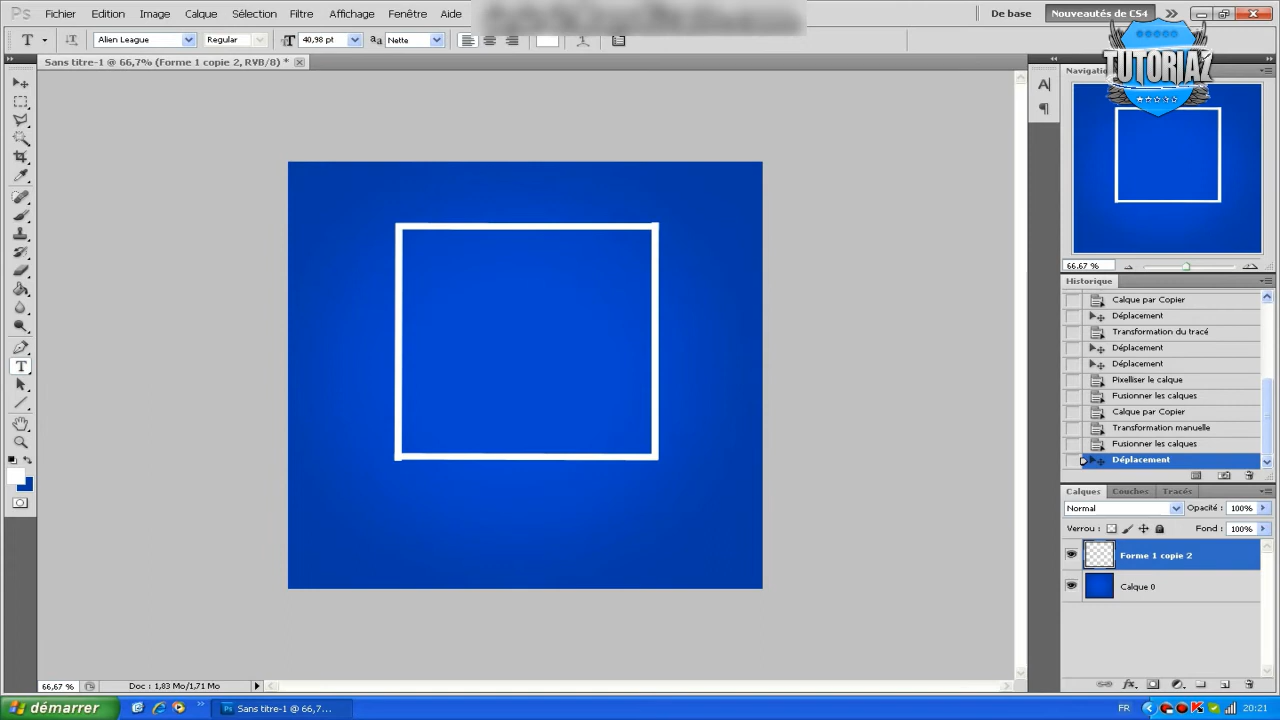 Ps Fichier Edition Image Calque Sélection Filtre Affichage Fenêtre Aide De base Nouveautés de CS4
T Alien League Regular T 40,98 pt aa Nette
Sans titre-1 @ 66,7% (Forme 1 copie 2, RVB/8) *
TUTORIAZ
A
Navigation
66.67 %
Historique
Calque par Copier
Déplacement
Transformation du tracé
Déplacement
Déplacement
Pixelliser le calque
Fusionner les calques
Calque par Copier
Transformation manuelle
Fusionner les calques
Déplacement
Calques Couches Tracés
Normal Opacité : 100%
Verrou : Fond : 100%
Forme 1 copie 2
Calque 0
66,67 % Doc : 1,83 Mo/1,71 Mo
démarrer Ps Sans titre-1 @ 66,7... FR 20:21